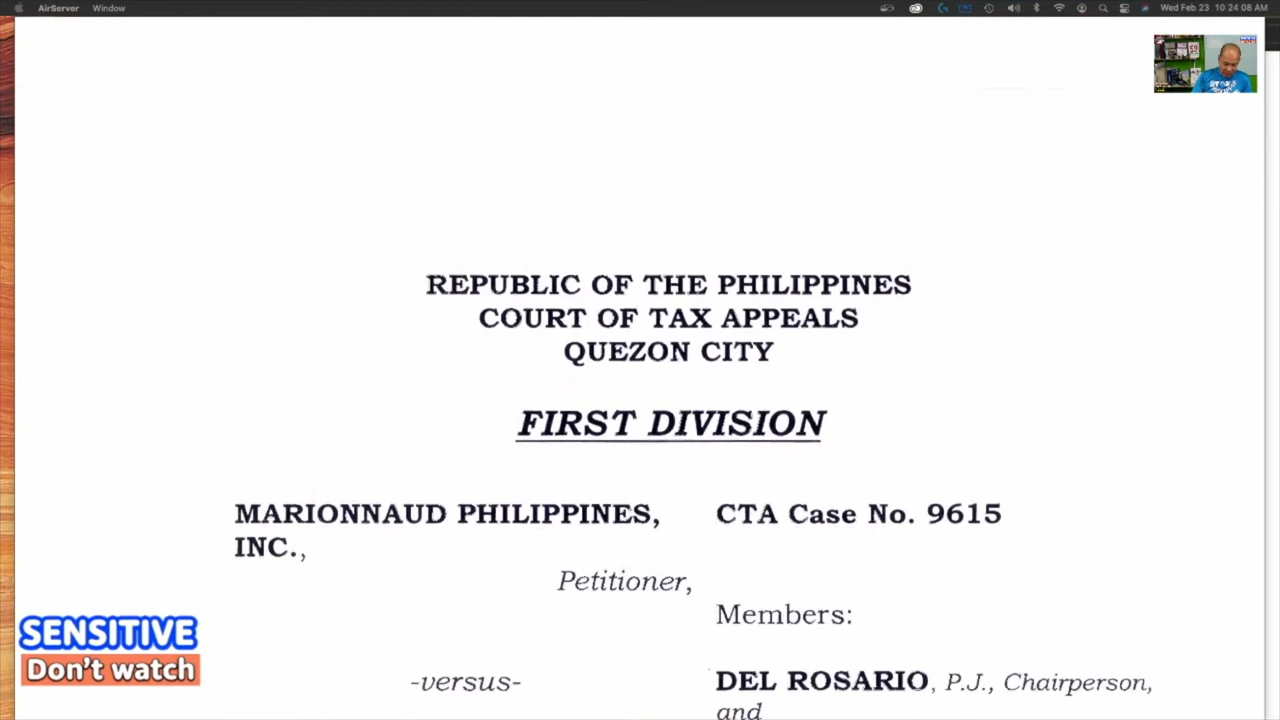 AirServer Window Wed Feb 23 10 24 08 AM
REPUBLIC OF THE PHILIPPINES
COURT OF TAX APPEALS
QUEZON CITY
FIRST DIVISION
MARIONNAUD PHILIPPINES, CTA Case No. 9615
INC.,
Petitioner,
Members:
-versus- DEL ROSARIO, P.J., Chairperson,
and
SENSITIVE
Don't watch